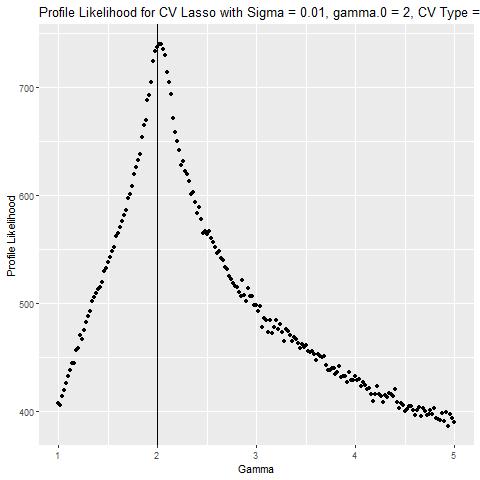 Profile Likelihood for CV Lasso with Sigma = 0.01, gamma.0 = 2, CV Type =
700
600
500
400
Profile Likelihood
1 2 3 4 5
Gamma